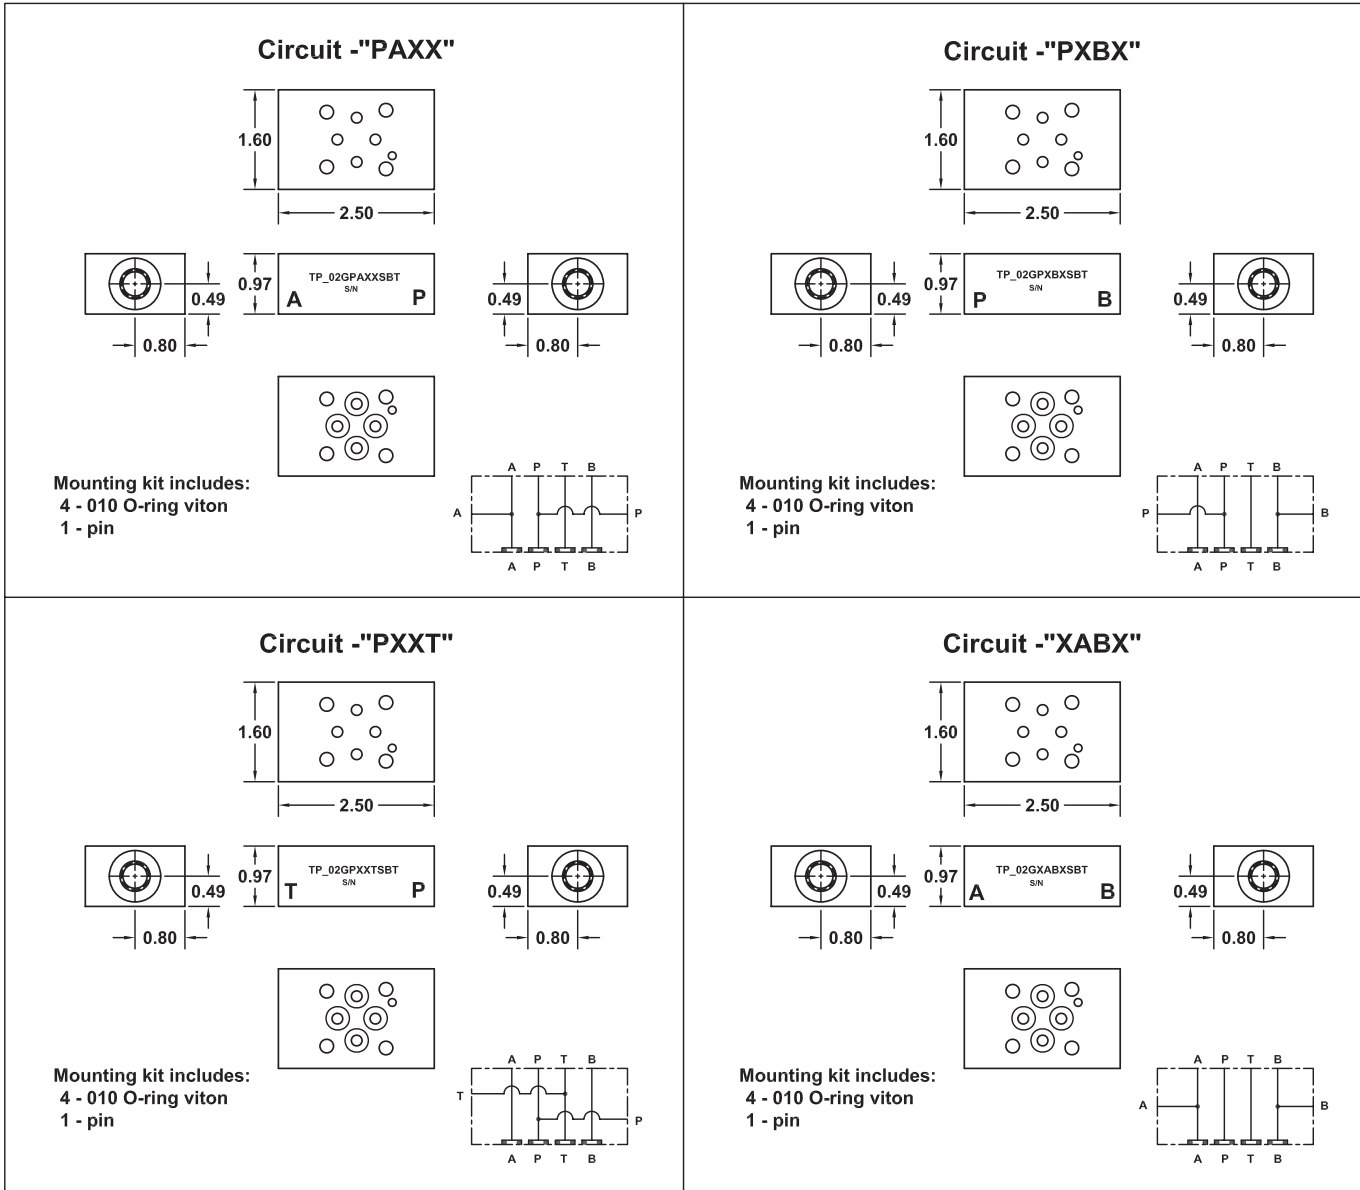 Circuit -"PAXX"
1.60
2.50
0.49
0.80
0.97
TP_02GPAXXSBT
S/N
A
P
0.49
0.80
Mounting kit includes:
4 - 010 O-ring viton
1 - pin
A P T B
A
P
A P T B
Circuit -"PXBX"
1.60
2.50
0.49
0.80
0.97
TP_02GPXBXSBT
S/N
P
B
0.49
0.80
Mounting kit includes:
4 - 010 O-ring viton
1 - pin
A P T B
P
B
A P T B
Circuit -"PXXT"
1.60
2.50
0.49
0.80
0.97
TP_02GPXXTSBT
S/N
T
P
0.49
0.80
Mounting kit includes:
4 - 010 O-ring viton
1 - pin
A P T B
T
P
A P T B
Circuit -"XABX"
1.60
2.50
0.49
0.80
0.97
TP_02GXABXSBT
S/N
A
B
0.49
0.80
Mounting kit includes:
4 - 010 O-ring viton
1 - pin
A P T B
A
B
A P T B